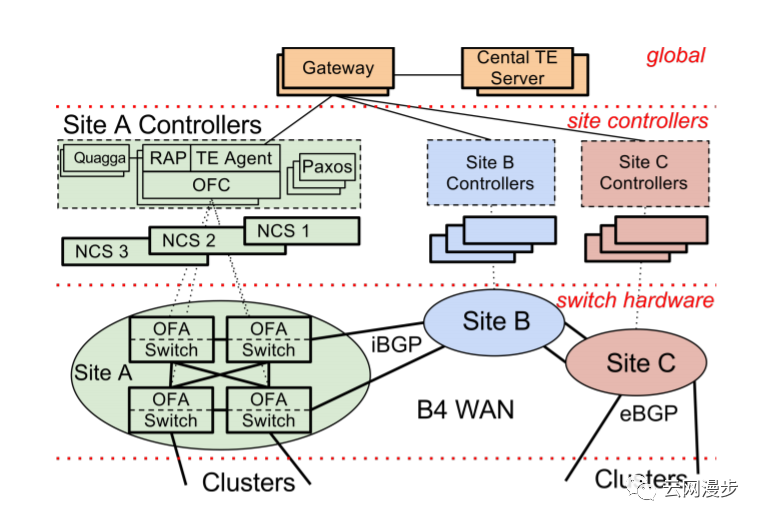 Gateway
Cental TE
Server
global
Site A Controllers
site controllers
Quagga
RAP
TE Agent
OFC
Paxos
Site B
Controllers
Site C
Controllers
NCS 1
NCS 2
NCS 3
switch hardware
OFA
Switch
OFA
Switch
Site A
OFA
Switch
OFA
Switch
iBGP
Site B
Site C
B4 WAN
eBGP
Clusters
Clusters
云网漫步